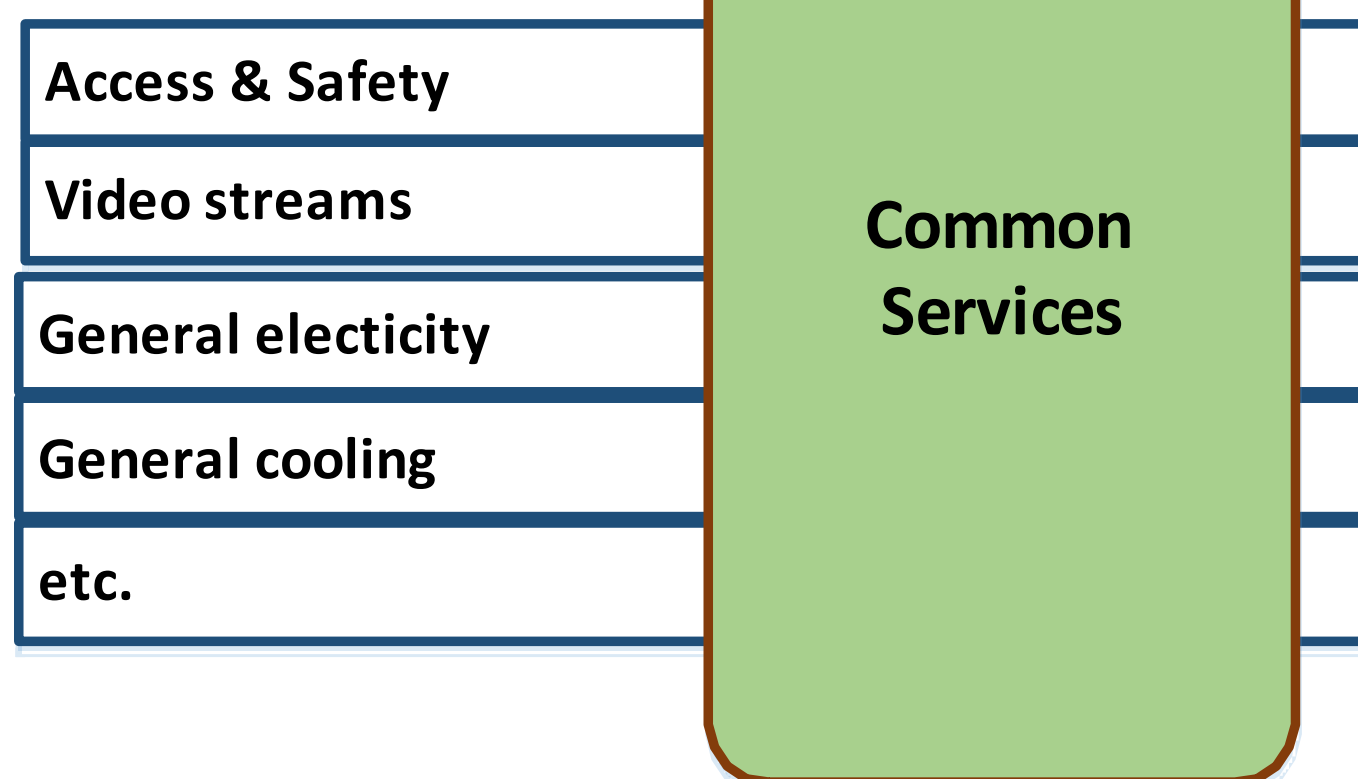 Access & Safety
Video streams
General electicity
General cooling
etc.
Common
Services